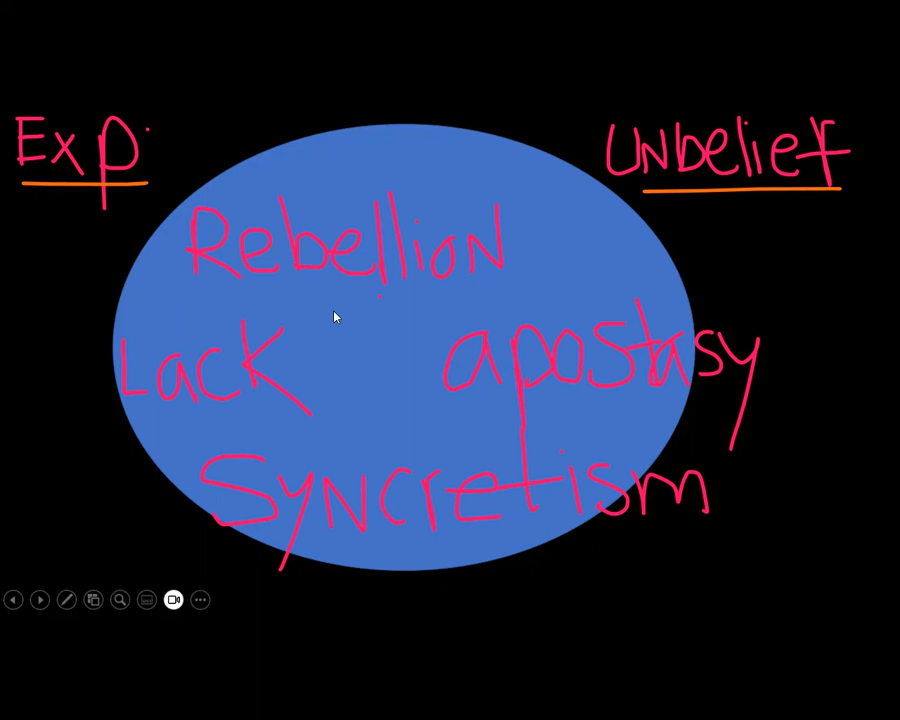 Exp.
Unbelief
Rebellion
Lack
apostasy
Syncretism